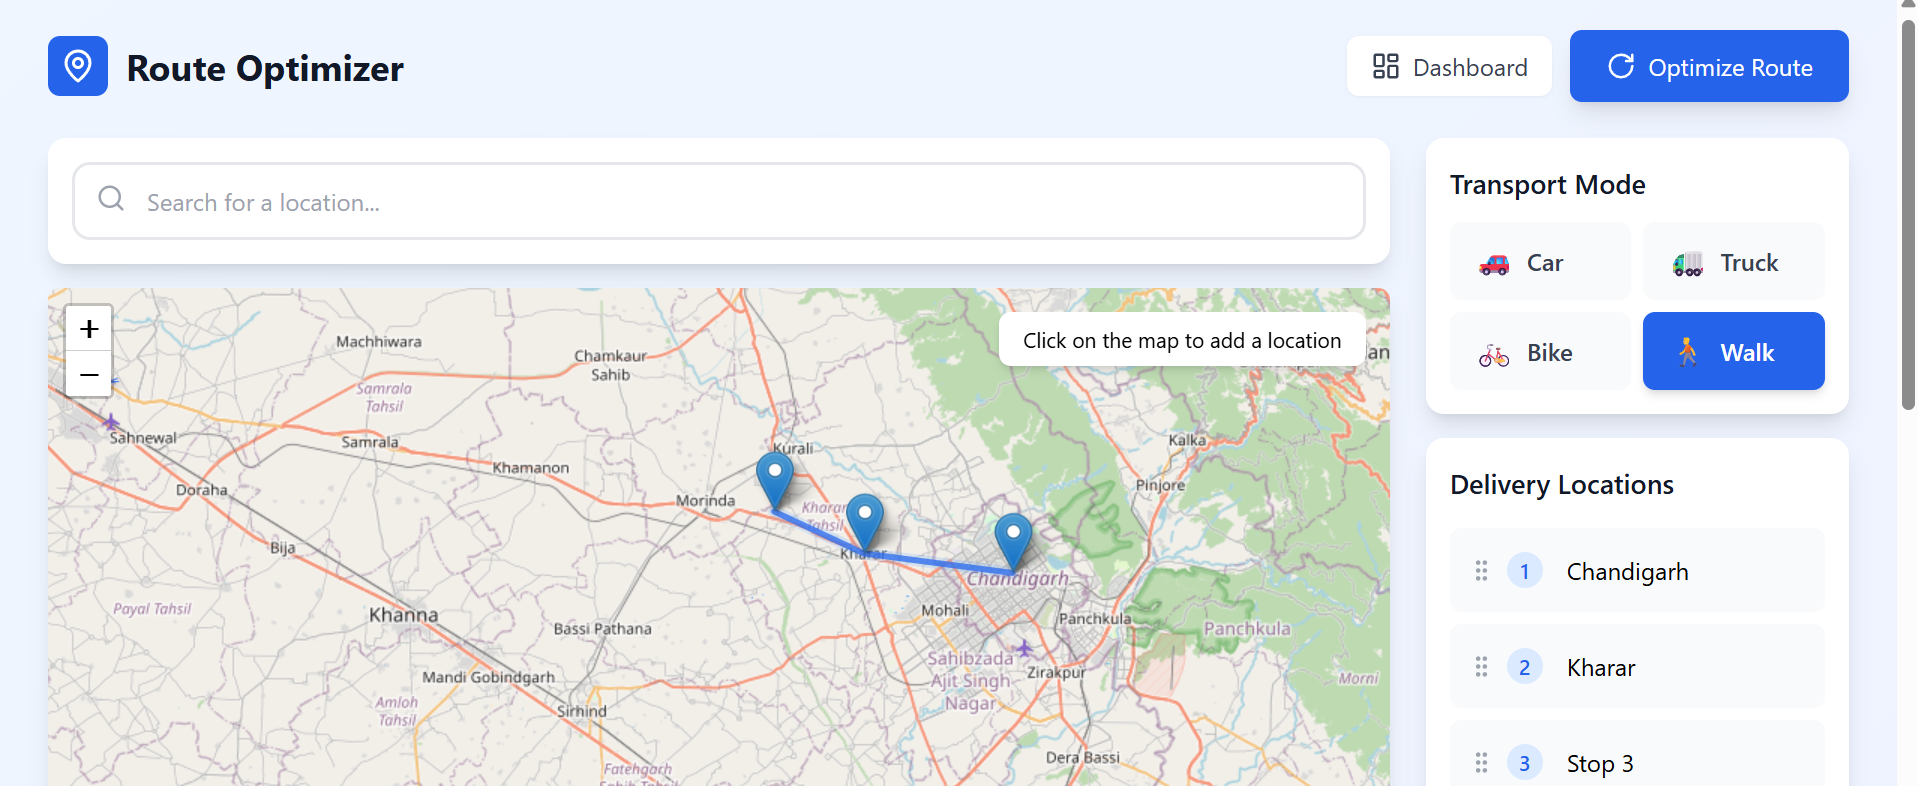 Route Optimizer
Dashboard
Optimize Route
Search for a location...
+
−
Click on the map to add a location
Machhiwara
Chamkaur
Sahib
Samrala
Tahsil
Sahnewal
Samrala
Kurali
Kalka
Khamanon
Doraha
Morinda
Pinjore
Kharar
Tahsil
Bija
Kharar
Chandigarh
Payal Tahsil
Khanna
Mohali
Panchkula
Bassi Pathana
Panchkula
Sahibzada
Ajit Singh
Nagar
Zirakpur
Mandi Gobindgarh
Morni
Amloh
Tahsil
Sirhind
Dera Bassi
Fatehgarh
Transport Mode
Car
Truck
Bike
Walk
Delivery Locations
1 Chandigarh
2 Kharar
3 Stop 3